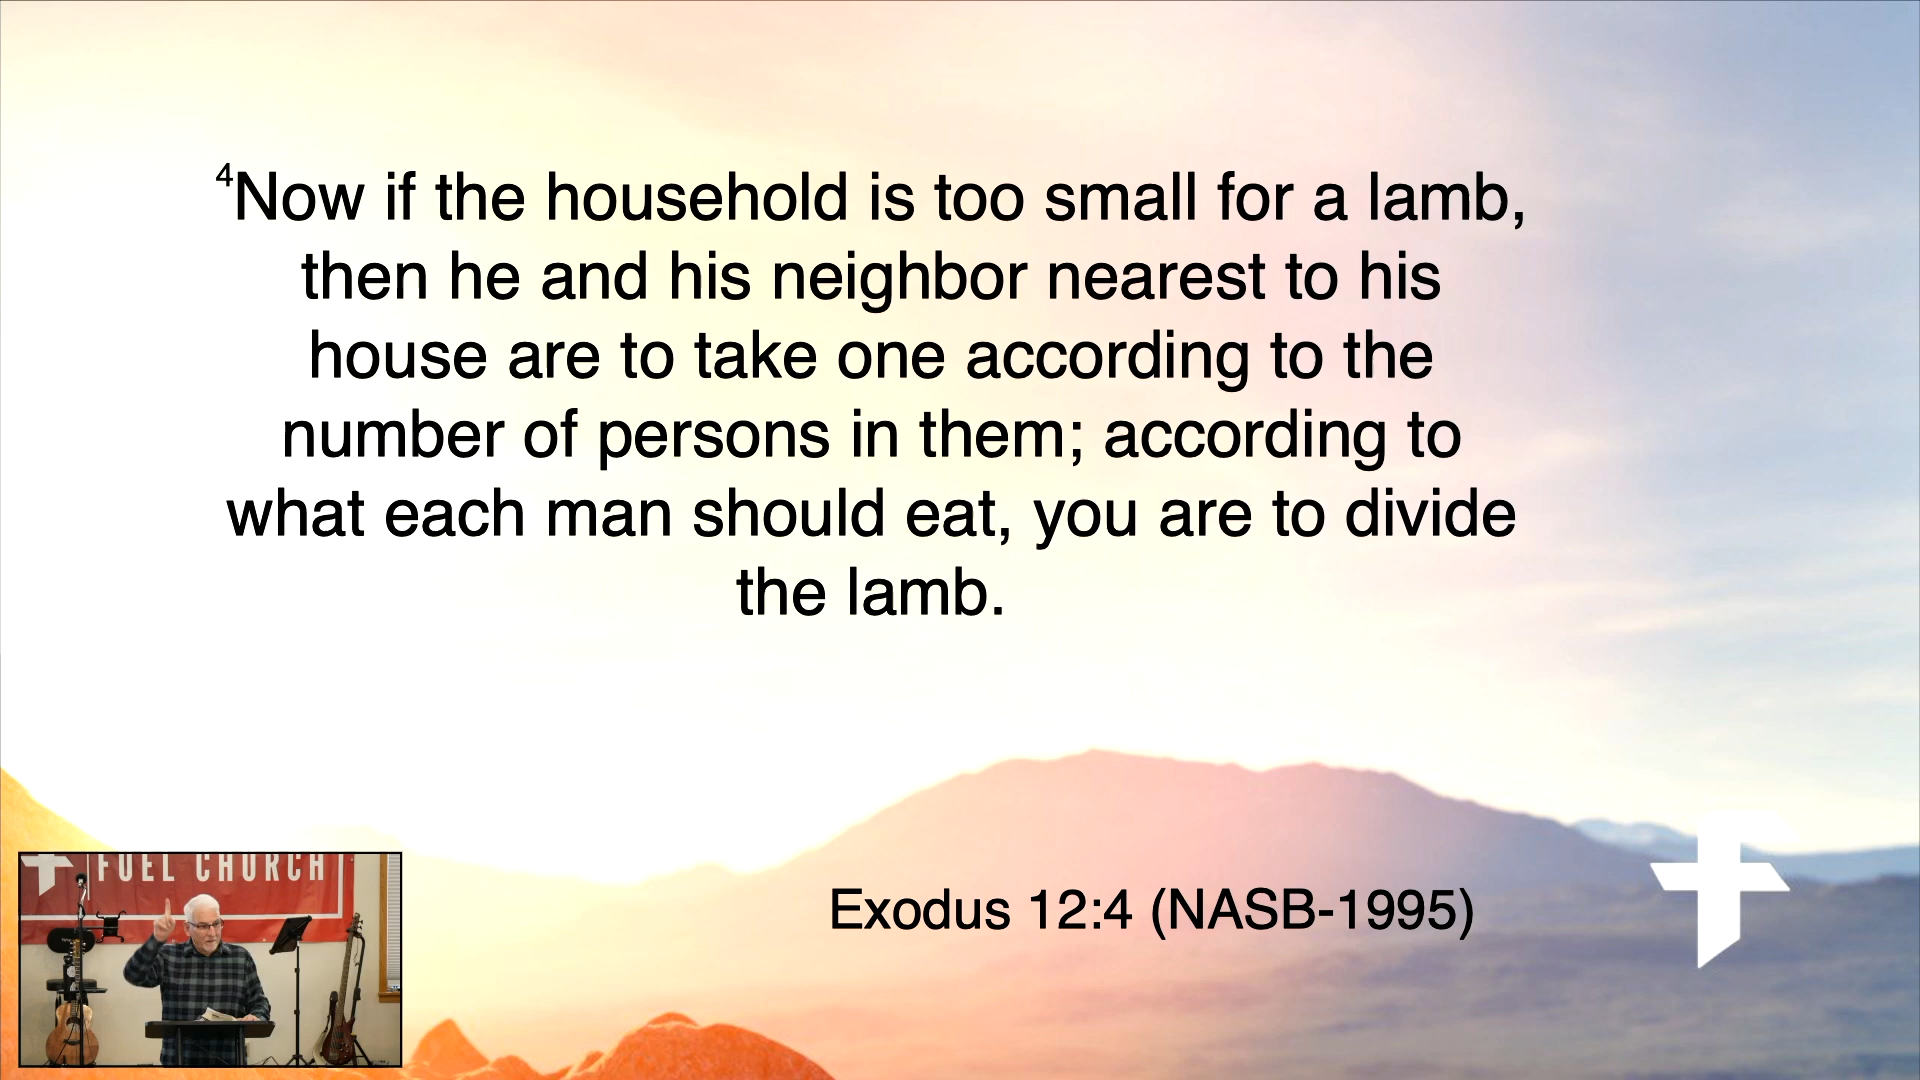 4Now if the household is too small for a lamb,
then he and his neighbor nearest to his
house are to take one according to the
number of persons in them; according to
what each man should eat, you are to divide
the lamb.
Exodus 12:4 (NASB-1995)
FUEL CHURCH